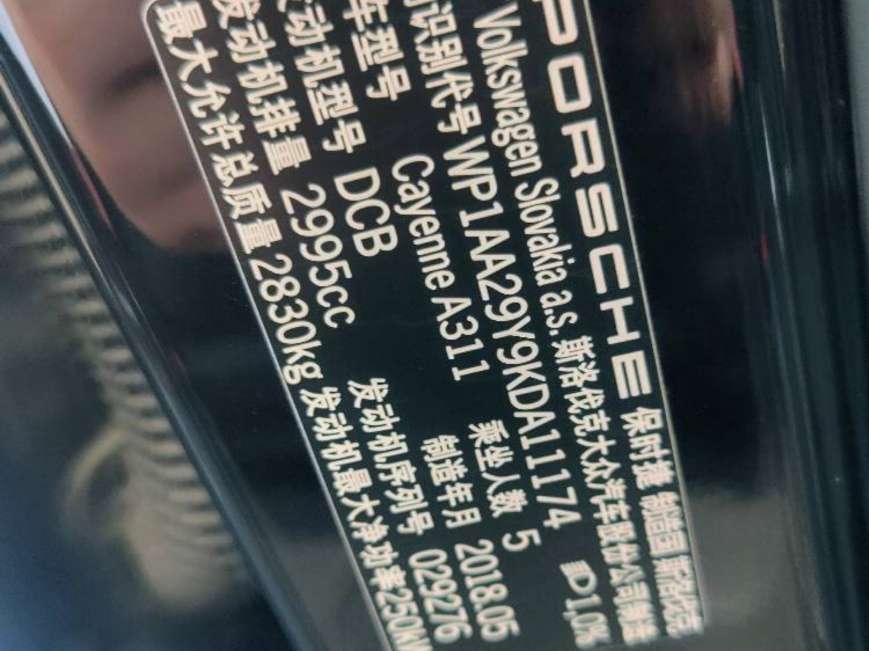 PORSCHE 保时捷 制造国 斯洛伐克
Volkswagen Slovakia a.s. 斯洛伐克大众汽车股份公司制造
识别代号 WP1AA29Y9KDA11174 1,0%
车型号 Cayenne A311 乘坐人数 5
发动机型号 DCB 制造年月 2018.05
发动机排量 2995cc 发动机序列号 029276
最大允许总质量 2830kg 发动机最大净功率250kW